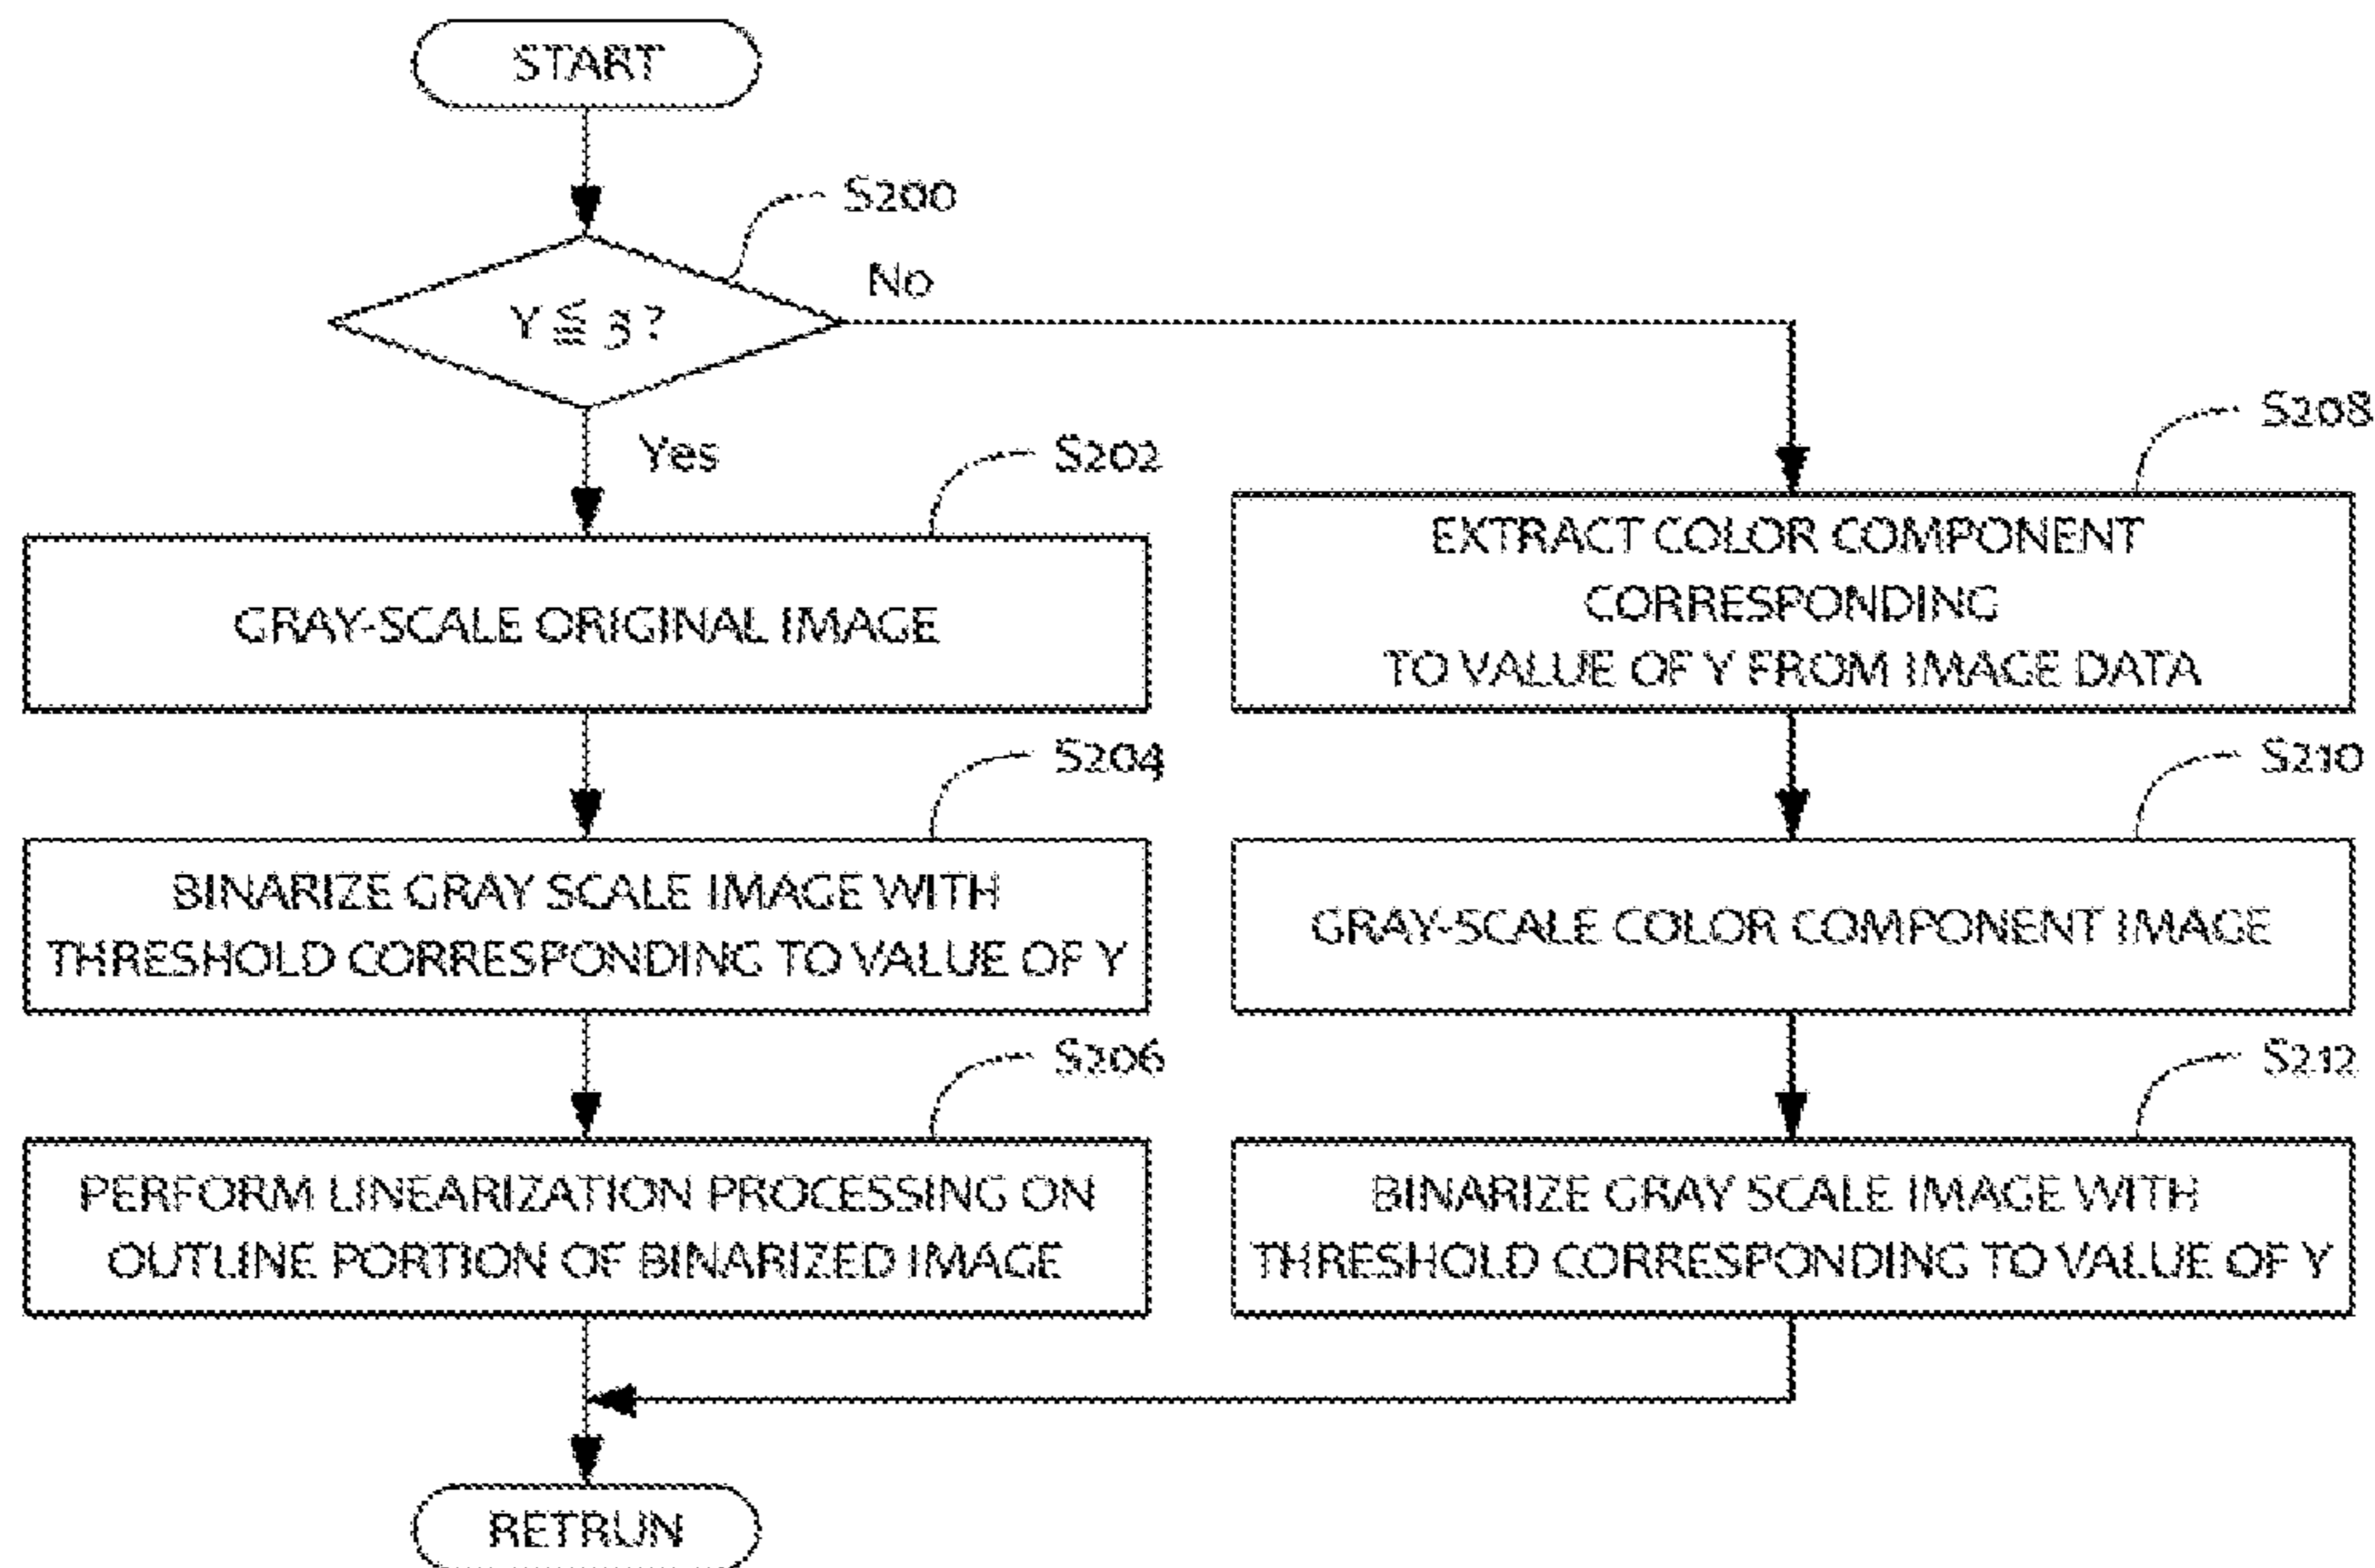 START
S200
No
Y ≦ 3?
Yes
S202
GRAY-SCALE ORIGINAL IMAGE
S204
BINARIZE GRAY SCALE IMAGE WITH
THRESHOLD CORRESPONDING TO VALUE OF Y
S206
PERFORM LINEARIZATION PROCESSING ON
OUTLINE PORTION OF BINARIZED IMAGE
S208
EXTRACT COLOR COMPONENT
CORRESPONDING
TO VALUE OF Y FROM IMAGE DATA
S210
GRAY-SCALE COLOR COMPONENT IMAGE
S212
BINARIZE GRAY SCALE IMAGE WITH
THRESHOLD CORRESPONDING TO VALUE OF Y
RETRUN